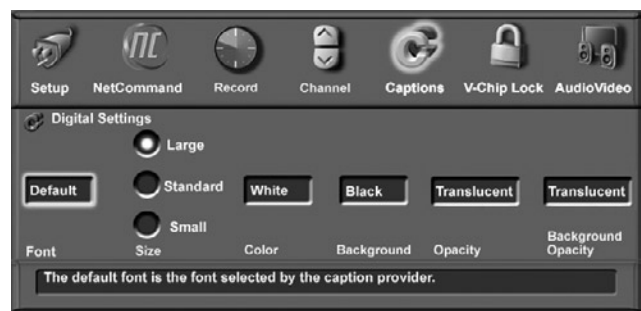 NC
Setup NetCommand Record Channel Captions V-Chip Lock AudioVideo
Digital Settings
Large
Default Standard White Black Translucent Translucent
Small
Font Size Color Background Opacity Background Opacity
The default font is the font selected by the caption provider.